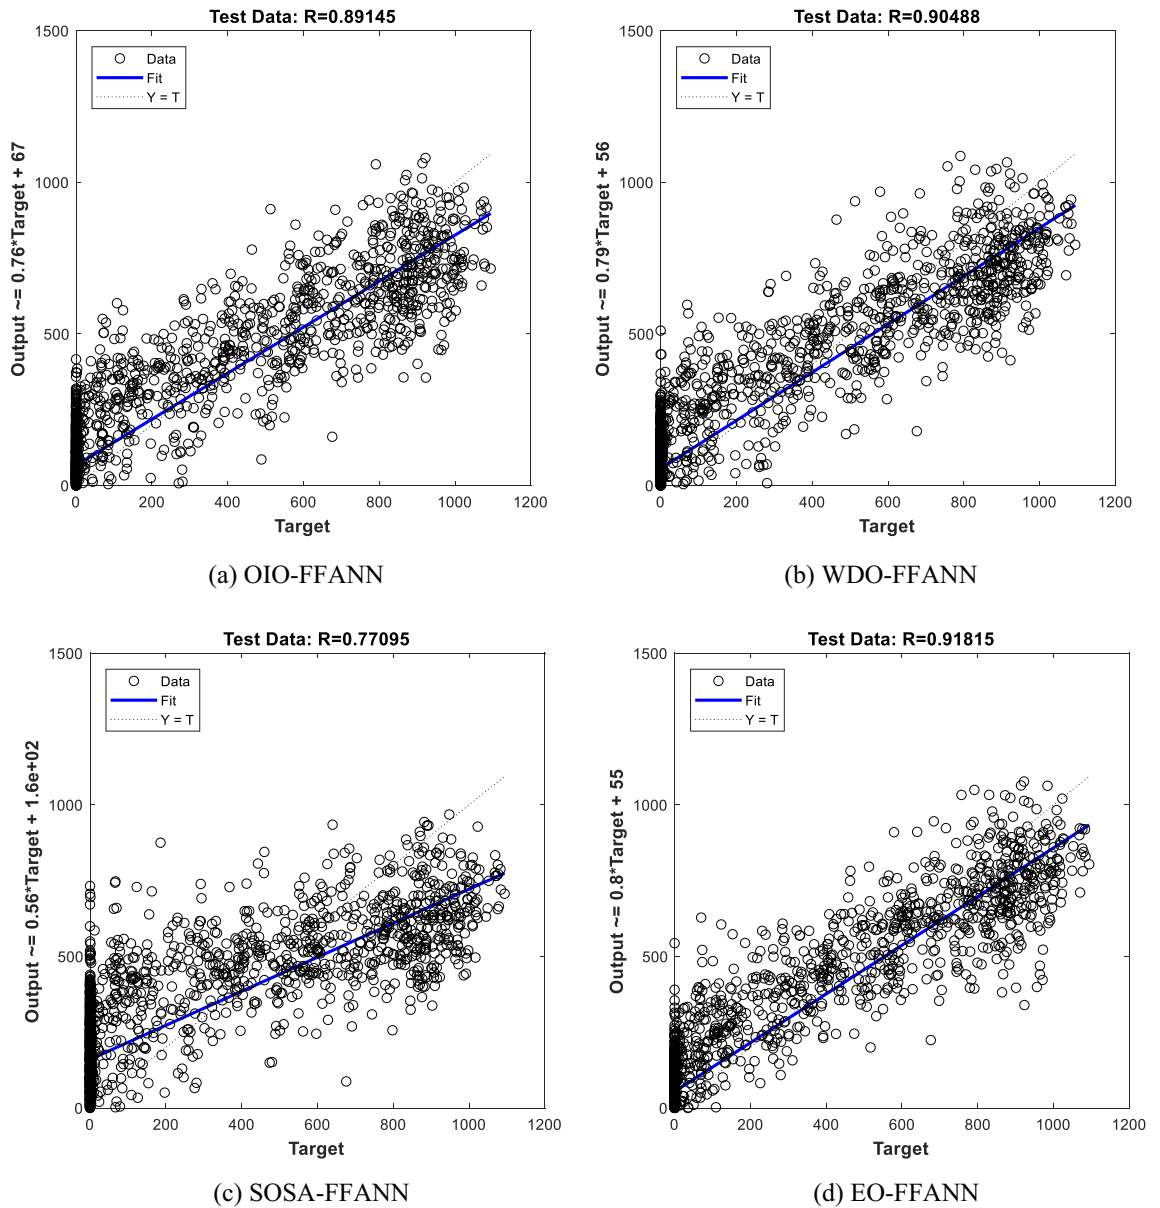 Test Data: R=0.89145
1500
1000
500
0
Output ~= 0.76*Target + 67
Data
Fit
Y = T
0 200 400 600 800 1000 1200
Target
(a) OIO-FFANN
Test Data: R=0.90488
1500
1000
500
0
Output ~= 0.79*Target + 56
Data
Fit
Y = T
0 200 400 600 800 1000 1200
Target
(b) WDO-FFANN
Test Data: R=0.77095
1500
1000
500
0
Output ~= 0.56*Target + 1.6e+02
Data
Fit
Y = T
0 200 400 600 800 1000 1200
Target
(c) SOSA-FFANN
Test Data: R=0.91815
1500
1000
500
0
Output ~= 0.8*Target + 55
Data
Fit
Y = T
0 200 400 600 800 1000 1200
Target
(d) EO-FFANN